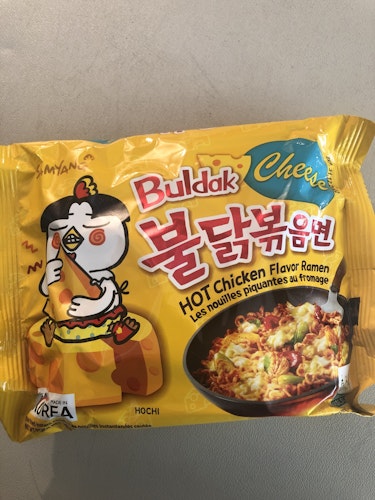 SAMYANG
Buldak
Cheese
불닭볶음면
HOT Chicken Flavor Ramen
Les nouilles piquantes au fromage
MADE IN
KOREA
HOCHI